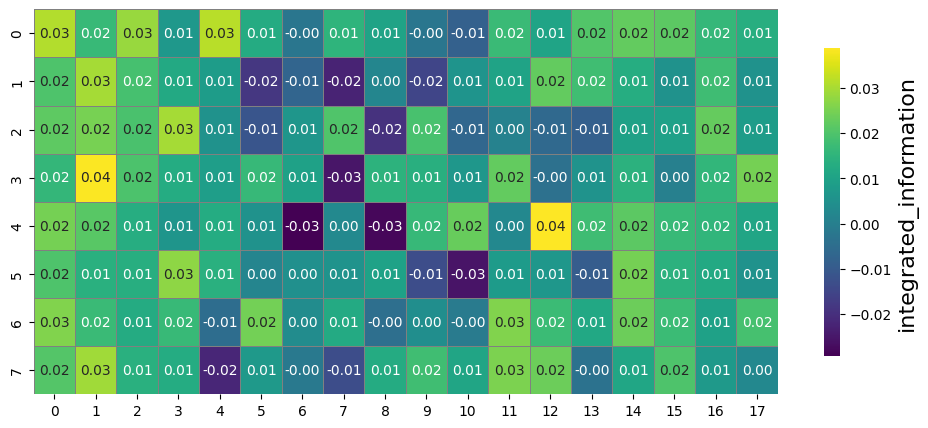 0 0.03 0.02 0.03 0.01 0.03 0.01 -0.00 0.01 0.01 -0.00 -0.01 0.02 0.01 0.02 0.02 0.02 0.02 0.01
1 0.02 0.03 0.02 0.01 0.01 -0.02 -0.01 -0.02 0.00 -0.02 0.01 0.01 0.02 0.02 0.01 0.01 0.02 0.01
2 0.02 0.02 0.02 0.03 0.01 -0.01 0.01 0.02 -0.02 0.02 -0.01 0.00 -0.01 -0.01 0.01 0.01 0.02 0.01
3 0.02 0.04 0.02 0.01 0.01 0.02 0.01 -0.03 0.01 0.01 0.01 0.02 -0.00 0.01 0.01 0.00 0.02 0.02
4 0.02 0.02 0.01 0.01 0.01 0.01 -0.03 0.00 -0.03 0.02 0.02 0.00 0.04 0.02 0.02 0.02 0.02 0.01
5 0.02 0.01 0.01 0.03 0.01 0.00 0.00 0.01 0.01 -0.01 -0.03 0.01 0.01 -0.01 0.02 0.01 0.01 0.01
6 0.03 0.02 0.01 0.02 -0.01 0.02 0.00 0.01 -0.00 0.00 -0.00 0.03 0.02 0.01 0.02 0.02 0.01 0.02
7 0.02 0.03 0.01 0.01 -0.02 0.01 -0.00 -0.01 0.01 0.02 0.01 0.03 0.02 -0.00 0.01 0.02 0.01 0.00
0 1 2 3 4 5 6 7 8 9 10 11 12 13 14 15 16 17
0.03
0.02
0.01
0.00
-0.01
-0.02
integrated_information